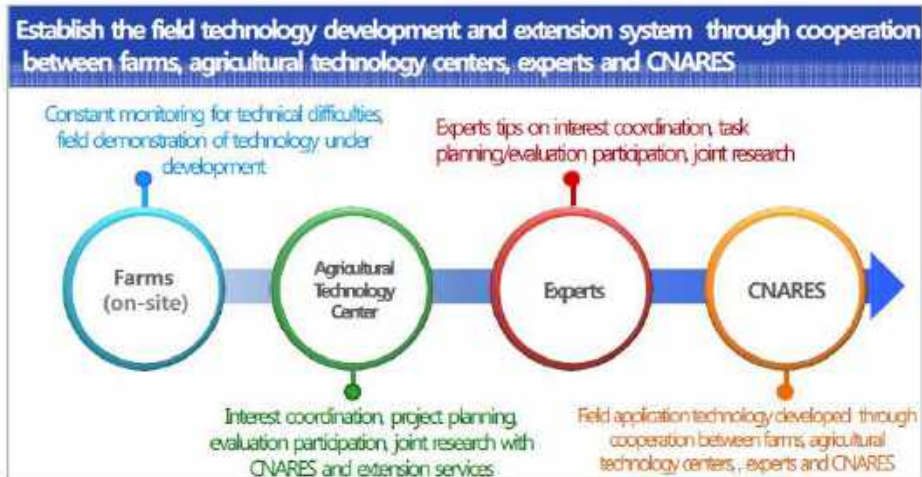 Establish the field technology development and extension system through cooperation
between farms, agricultural technology centers, experts and CNARES
Constant monitoring for technical difficulties,
field demonstration of technology under
development
Experts tips on interest coordination, task
planning/evaluation participation, joint research
Farms
(on-site)
Agricultural
Technology
Center
Experts
CNARES
Interest coordination, project planning,
evaluation participation, joint research with
CNARES and extension services
Field application technology developed through
cooperation between farms, agricultural
technology centers, , experts and CNARES